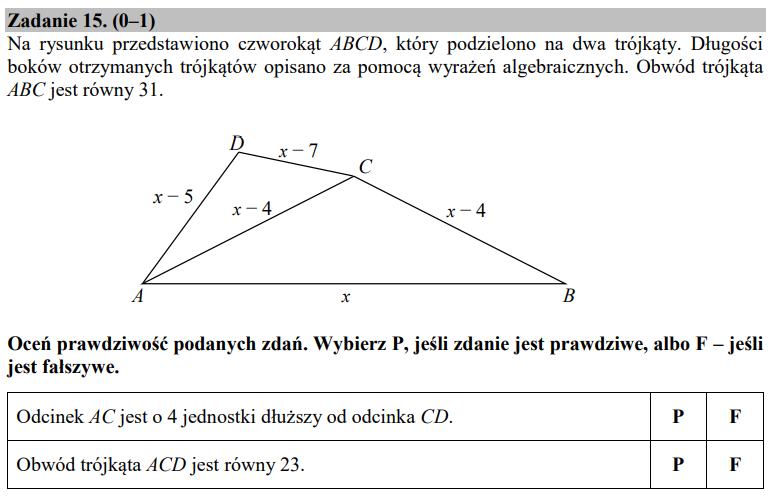 Zadanie 15. (0–1)
Na rysunku przedstawiono czworokąt ABCD, który podzielono na dwa trójkąty. Długości
boków otrzymanych trójkątów opisano za pomocą wyrażeń algebraicznych. Obwód trójkąta
ABC jest równy 31.
D
x − 7
C
x − 5
x − 4
x − 4
A
x
B
Oceń prawdziwość podanych zdań. Wybierz P, jeśli zdanie jest prawdziwe, albo F – jeśli
jest fałszywe.
Odcinek AC jest o 4 jednostki dłuższy od odcinka CD. P F
Obwód trójkąta ACD jest równy 23. P F